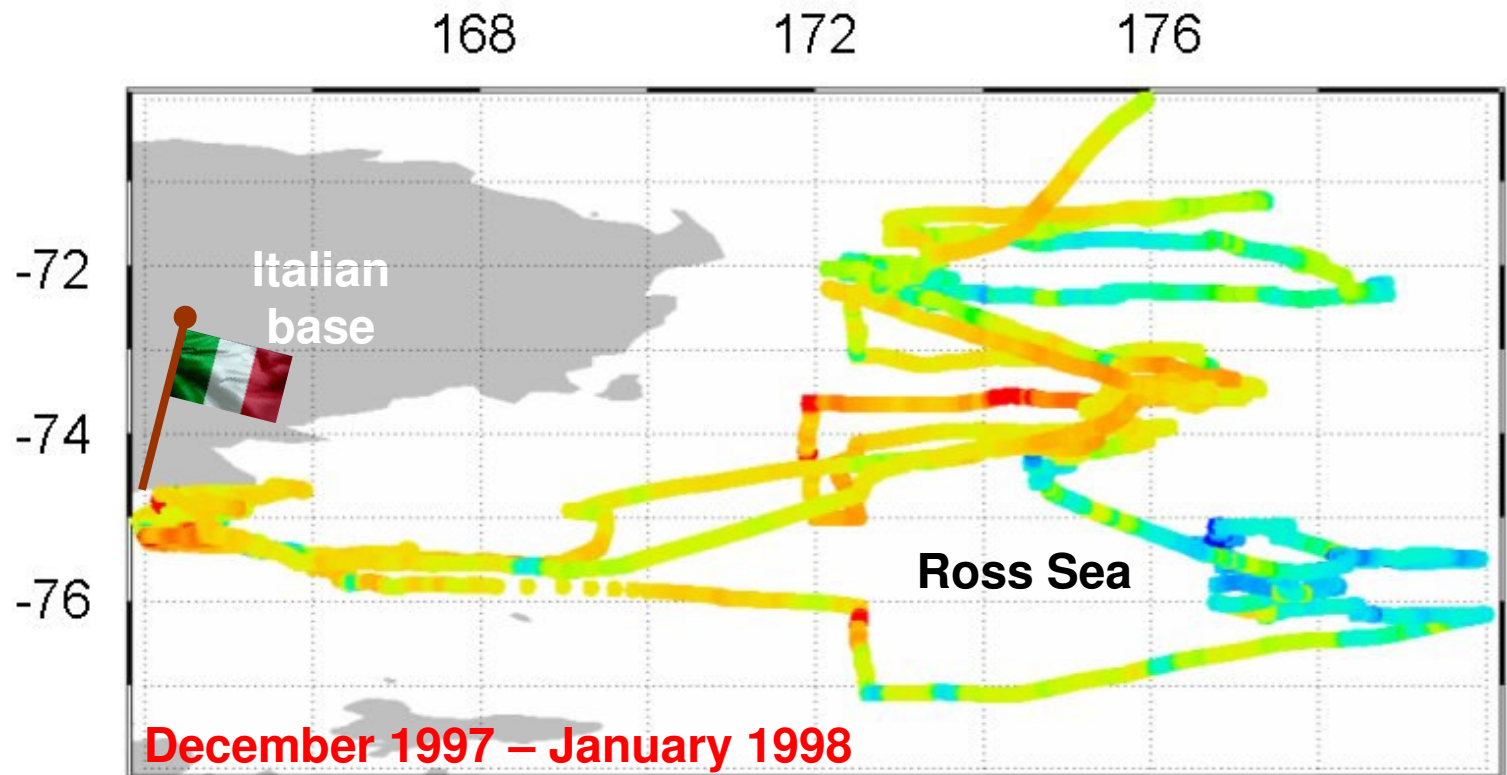 168 172 176
-72
Italian
base
-74
-76
Ross Sea
December 1997 – January 1998